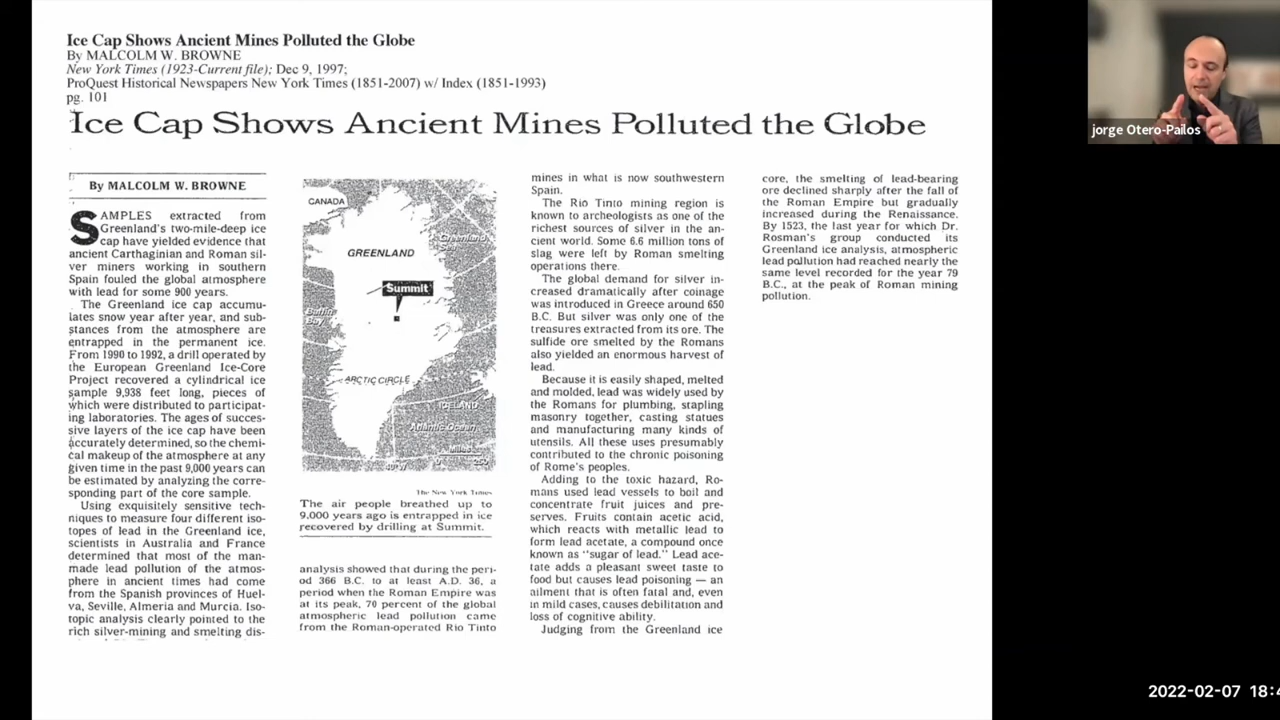 Ice Cap Shows Ancient Mines Polluted the Globe
By MALCOLM W. BROWNE
New York Times (1923-Current file); Dec 9, 1997;
ProQuest Historical Newspapers New York Times (1851-2007) w/ Index (1851-1993)
pg. 101
Ice Cap Shows Ancient Mines Polluted the Globe
By MALCOLM W. BROWNE
SAMPLES extracted from
Greenland's two-mile-deep ice
cap have yielded evidence that
ancient Carthaginian and Roman sil-
ver miners working in southern
Spain fouled the global atmosphere
with lead for some 900 years.
The Greenland ice cap accumu-
lates snow year after year, and sub-
stances from the atmosphere are
entrapped in the permanent ice.
From 1990 to 1992, a drill operated by
the European Greenland Ice-Core
Project recovered a cylindrical ice
sample 9,938 feet long, pieces of
which were distributed to participat-
ing laboratories. The ages of succes-
sive layers of the ice cap have been
accurately determined, so the chemi-
cal makeup of the atmosphere at any
given time in the past 9,000 years can
be estimated by analyzing the corre-
sponding part of the core sample.
Using exquisitely sensitive tech-
niques to measure four different iso-
topes of lead in the Greenland ice,
scientists in Australia and France
determined that most of the man-
made lead pollution of the atmos-
phere in ancient times had come
from the Spanish provinces of Huel-
va, Seville, Almeria and Murcia. Iso-
topic analysis clearly pointed to the
rich silver-mining and smelting dis-
CANADA
GREENLAND
Greenland
Sea
Summit
Baffin
Bay
ARCTIC CIRCLE
ICELAND
Atlantic Ocean
Miles
40° W
0 250
The New York Times
The air people breathed up to
9,000 years ago is entrapped in ice
recovered by drilling at Summit.
analysis showed that during the peri-
od 366 B.C. to at least A.D. 36, a
period when the Roman Empire was
at its peak, 70 percent of the global
atmospheric lead pollution came
from the Roman-operated Rio Tinto
mines in what is now southwestern
Spain.
The Rio Tinto mining region is
known to archeologists as one of the
richest sources of silver in the an-
cient world. Some 6.6 million tons of
slag were left by Roman smelting
operations there.
The global demand for silver in-
creased dramatically after coinage
was introduced in Greece around 650
B.C. But silver was only one of the
treasures extracted from its ore. The
sulfide ore smelted by the Romans
also yielded an enormous harvest of
lead.
Because it is easily shaped, melted
and molded, lead was widely used by
the Romans for plumbing, stapling
masonry together, casting statues
and manufacturing many kinds of
utensils. All these uses presumably
contributed to the chronic poisoning
of Rome's peoples.
Adding to the toxic hazard, Ro-
mans used lead vessels to boil and
concentrate fruit juices and pre-
serves. Fruits contain acetic acid,
which reacts with metallic lead to
form lead acetate, a compound once
known as "sugar of lead." Lead ace-
tate adds a pleasant sweet taste to
food but causes lead poisoning — an
ailment that is often fatal and, even
in mild cases, causes debilitation and
loss of cognitive ability.
Judging from the Greenland ice
core, the smelting of lead-bearing
ore declined sharply after the fall of
the Roman Empire but gradually
increased during the Renaissance.
By 1523, the last year for which Dr.
Rosman's group conducted its
Greenland ice analysis, atmospheric
lead pollution had reached nearly the
same level recorded for the year 79
B.C., at the peak of Roman mining
pollution.
jorge Otero-Pailos
2022-02-07 18:4